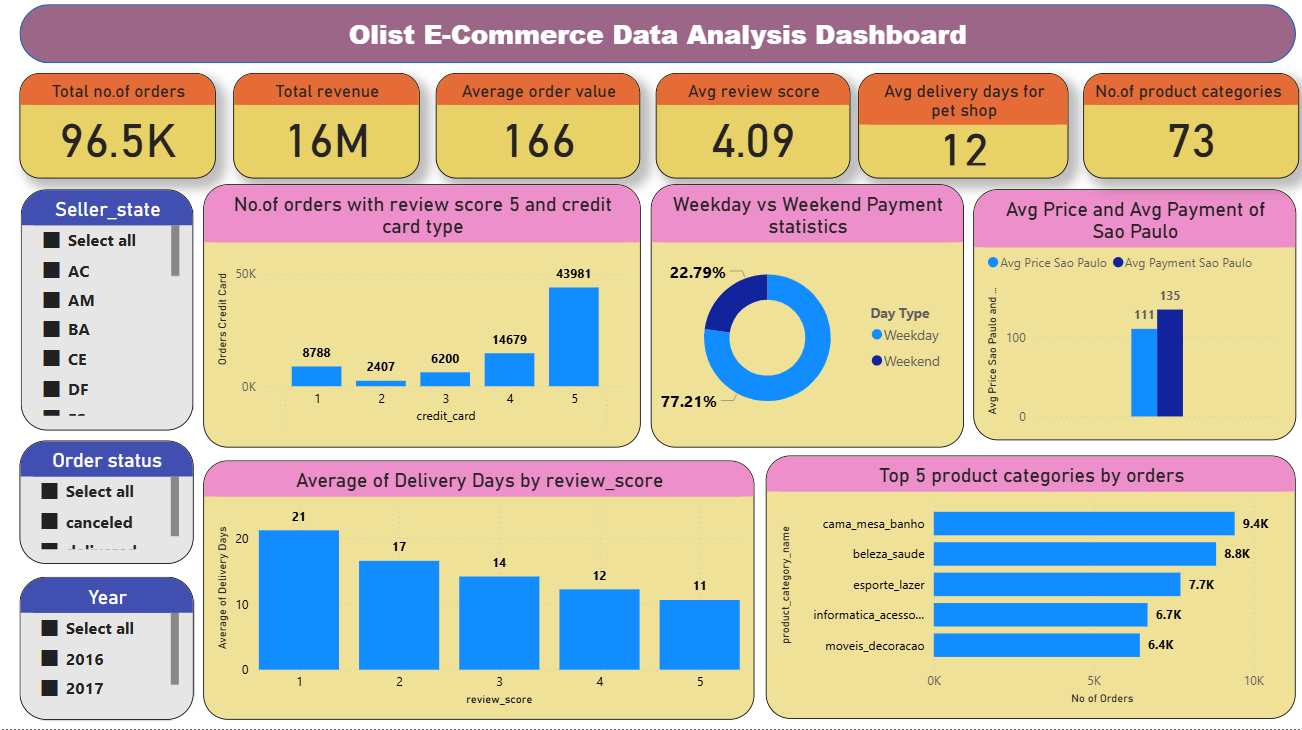 Olist E-Commerce Data Analysis Dashboard
Total no.of orders
96.5K
Total revenue
16M
Average order value
166
Avg review score
4.09
Avg delivery days for
pet shop
12
No.of product categories
73
Seller_state
Select all
AC
AM
BA
CE
DF
No.of orders with review score 5 and credit
card type
Orders Credit Card
50K
0K
8788
2407
6200
14679
43981
1 2 3 4 5
credit_card
Weekday vs Weekend Payment
statistics
22.79%
77.21%
Day Type
Weekday
Weekend
Avg Price and Avg Payment of
Sao Paulo
Avg Price Sao Paulo Avg Payment Sao Paulo
Avg Price Sao Paulo and ...
100
0
111
135
Order status
Select all
canceled
Year
Select all
2016
2017
Average of Delivery Days by review_score
Average of Delivery Days
20
10
0
21
17
14
12
11
1 2 3 4 5
review_score
Top 5 product categories by orders
product_category_name
cama_mesa_banho 9.4K
beleza_saude 8.8K
esporte_lazer 7.7K
informatica_acesso... 6.7K
moveis_decoracao 6.4K
0K 5K 10K
No of Orders